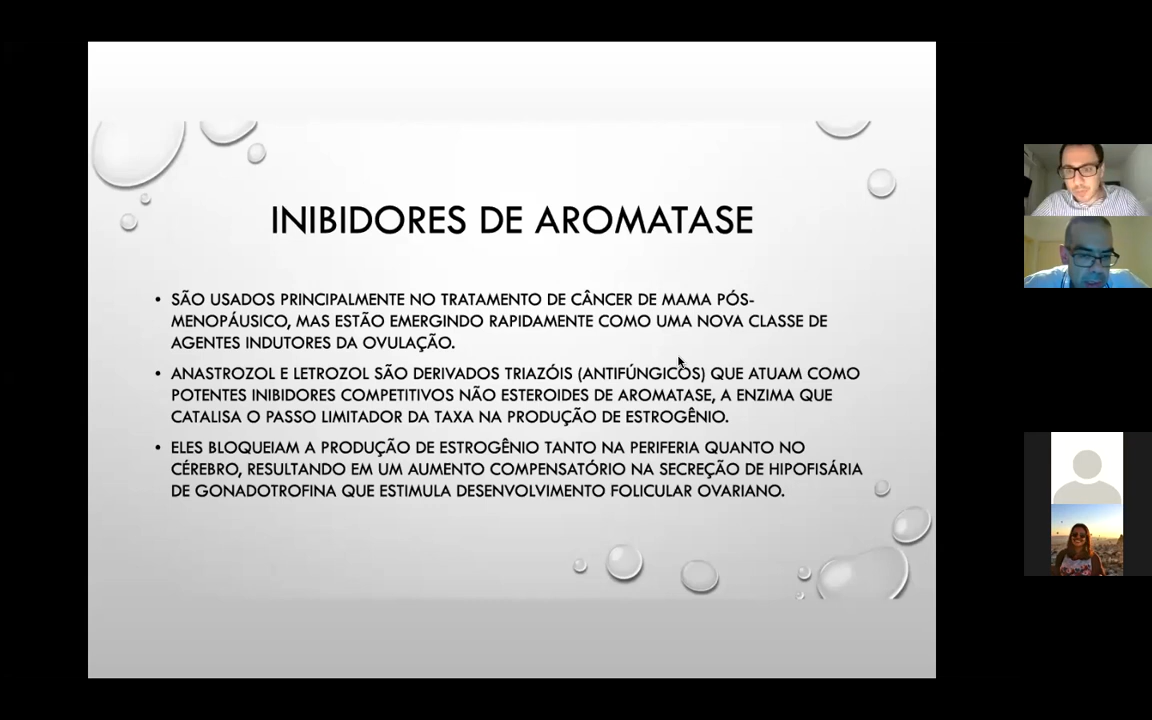 INIBIDORES DE AROMATASE
• SÃO USADOS PRINCIPALMENTE NO TRATAMENTO DE CÂNCER DE MAMA PÓS-
MENOPÁUSICO, MAS ESTÃO EMERGINDO RAPIDAMENTE COMO UMA NOVA CLASSE DE
AGENTES INDUTORES DA OVULAÇÃO.
• ANASTROZOL E LETROZOL SÃO DERIVADOS TRIAZÓIS (ANTIFÚNGICOS) QUE ATUAM COMO
POTENTES INIBIDORES COMPETITIVOS NÃO ESTEROIDES DE AROMATASE, A ENZIMA QUE
CATALISA O PASSO LIMITADOR DA TAXA NA PRODUÇÃO DE ESTROGÊNIO.
• ELES BLOQUEIAM A PRODUÇÃO DE ESTROGÊNIO TANTO NA PERIFERIA QUANTO NO
CÉREBRO, RESULTANDO EM UM AUMENTO COMPENSATÓRIO NA SECREÇÃO DE HIPOFISÁRIA
DE GONADOTROFINA QUE ESTIMULA DESENVOLVIMENTO FOLICULAR OVARIANO.